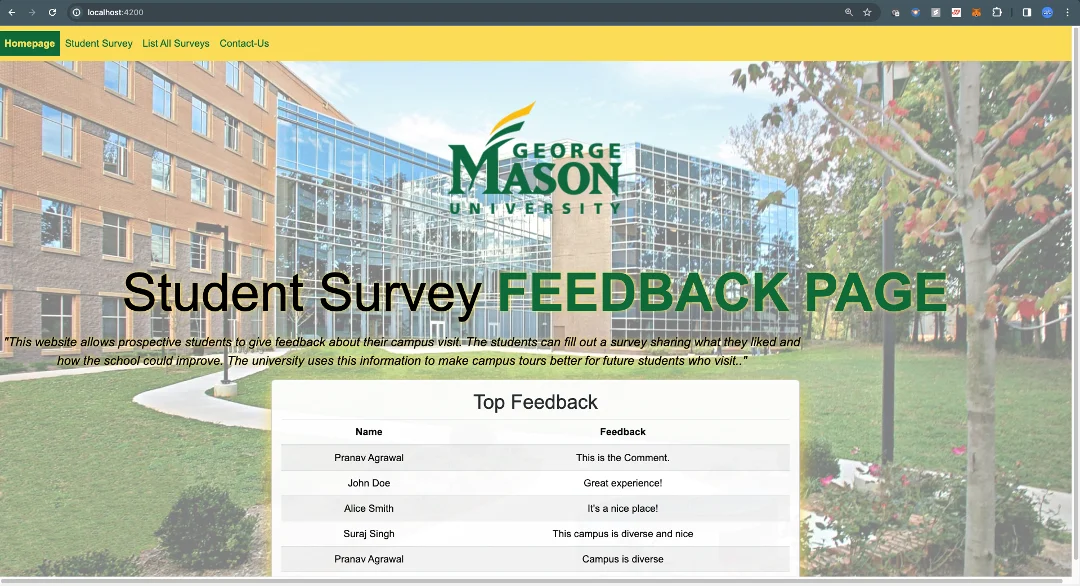 localhost:4200
Homepage Student Survey List All Surveys Contact-Us
GEORGE
MASON
UNIVERSITY
Student Survey FEEDBACK PAGE
"This website allows prospective students to give feedback about their campus visit. The students can fill out a survey sharing what they liked and
how the school could improve. The university uses this information to make campus tours better for future students who visit.."
Top Feedback
Name Feedback
Pranav Agrawal This is the Comment.
John Doe Great experience!
Alice Smith It's a nice place!
Suraj Singh This campus is diverse and nice
Pranav Agrawal Campus is diverse